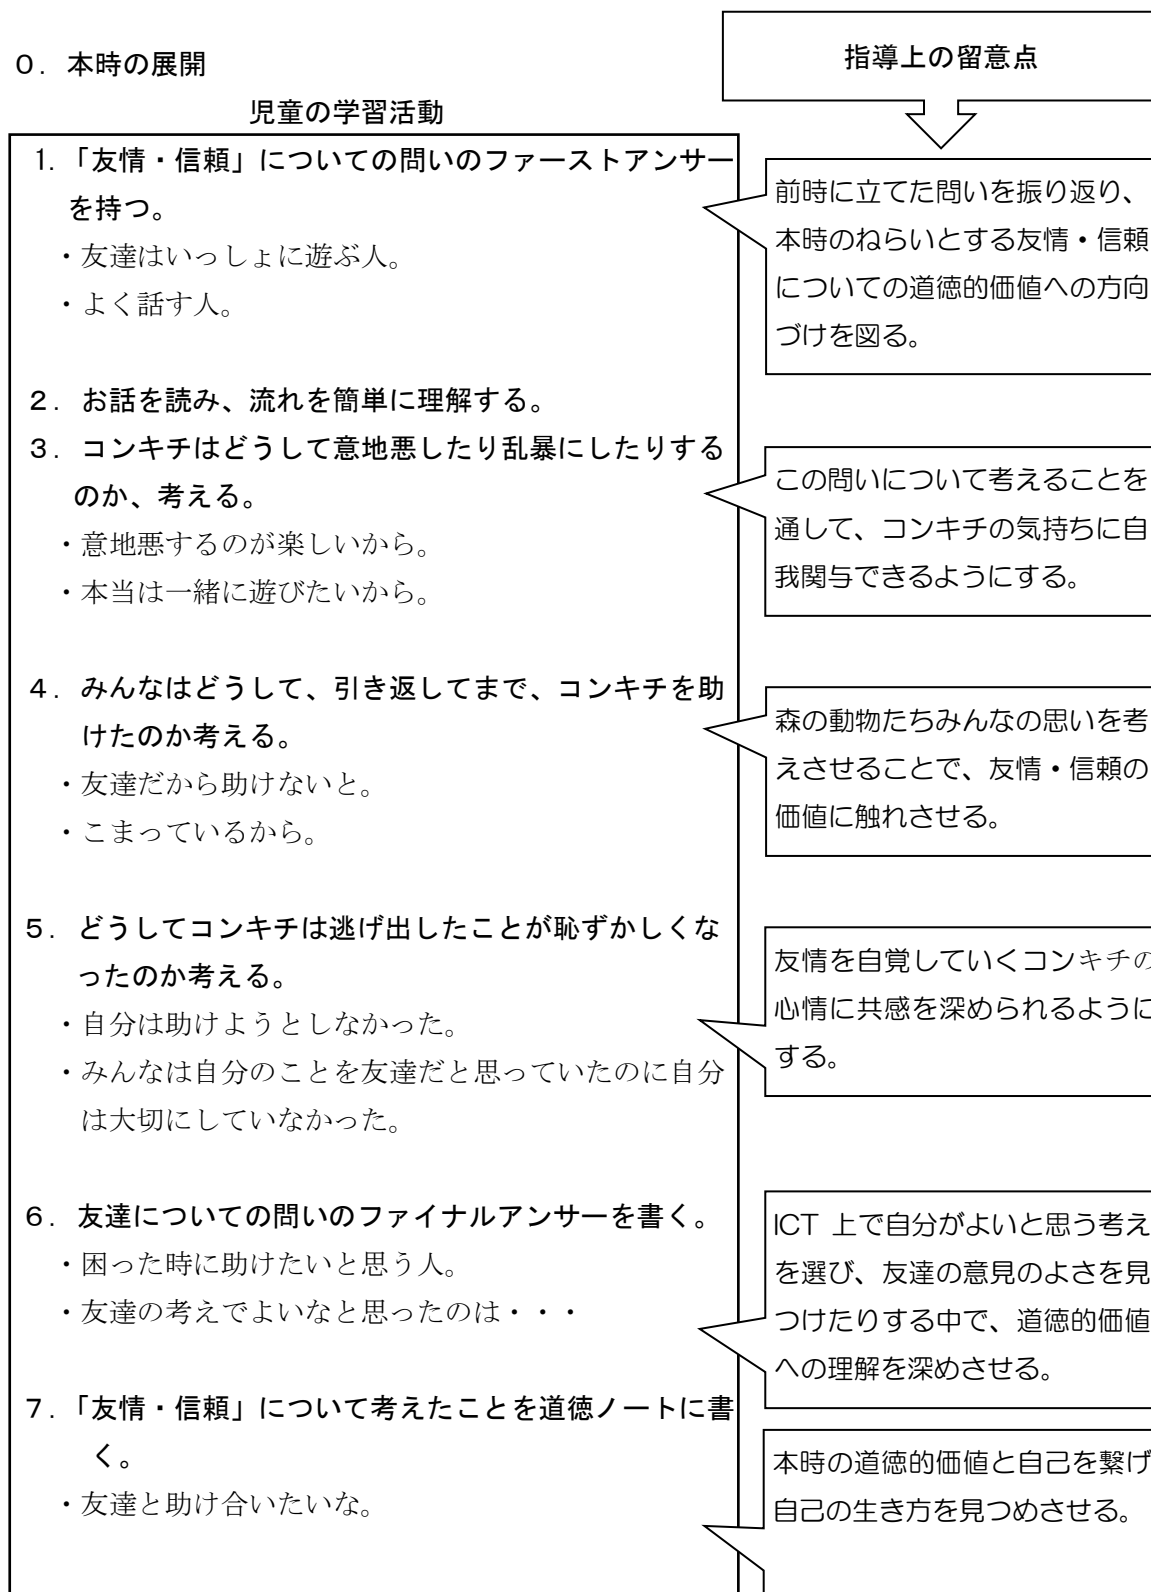 ０．本時の展開
児童の学習活動
1. 「友情・信頼」についての問いのファーストアンサー
を持つ。
・友達はいっしょに遊ぶ人。
・よく話す人。
２．お話を読み、流れを簡単に理解する。
３．コンキチはどうして意地悪したり乱暴にしたりする
のか、考える。
・意地悪するのが楽しいから。
・本当は一緒に遊びたいから。
４．みんなはどうして、引き返してまで、コンキチを助
けたのか考える。
・友達だから助けないと。
・こまっているから。
５．どうしてコンキチは逃げ出したことが恥ずかしくな
ったのか考える。
・自分は助けようとしなかった。
・みんなは自分のことを友達だと思っていたのに自分
は大切にしていなかった。
６．友達についての問いのファイナルアンサーを書く。
・困った時に助けたいと思う人。
・友達の考えでよいなと思ったのは・・・
７．「友情・信頼」について考えたことを道徳ノートに書
く。
・友達と助け合いたいな。
指導上の留意点
前時に立てた問いを振り返り、
本時のねらいとする友情・信頼
についての道徳的価値への方向
づけを図る。
この問いについて考えることを
通して、コンキチの気持ちに自
我関与できるようにする。
森の動物たちみんなの思いを考
えさせることで、友情・信頼の
価値に触れさせる。
友情を自覚していくコンキチの
心情に共感を深められるように
する。
ICT 上で自分がよいと思う考え
を選び、友達の意見のよさを見
つけたりする中で、道徳的価値
への理解を深めさせる。
本時の道徳的価値と自己を繋げ
自己の生き方を見つめさせる。